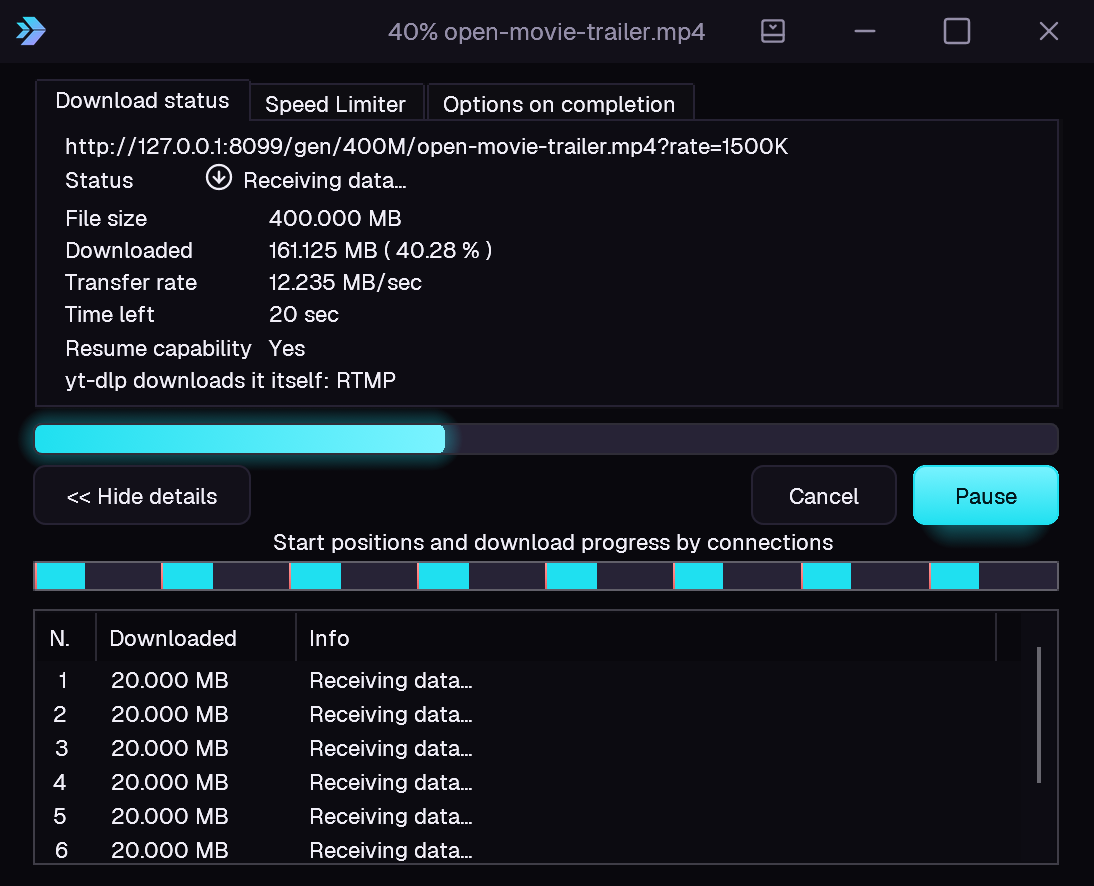 40% open-movie-trailer.mp4
Download status
Speed Limiter
Options on completion
http://127.0.0.1:8099/gen/400M/open-movie-trailer.mp4?rate=1500K
Status Receiving data...
File size 400.000 MB
Downloaded 161.125 MB ( 40.28 % )
Transfer rate 12.235 MB/sec
Time left 20 sec
Resume capability Yes
yt-dlp downloads it itself: RTMP
<< Hide details
Cancel
Pause
Start positions and download progress by connections
N. Downloaded Info
1 20.000 MB Receiving data...
2 20.000 MB Receiving data...
3 20.000 MB Receiving data...
4 20.000 MB Receiving data...
5 20.000 MB Receiving data...
6 20.000 MB Receiving data...